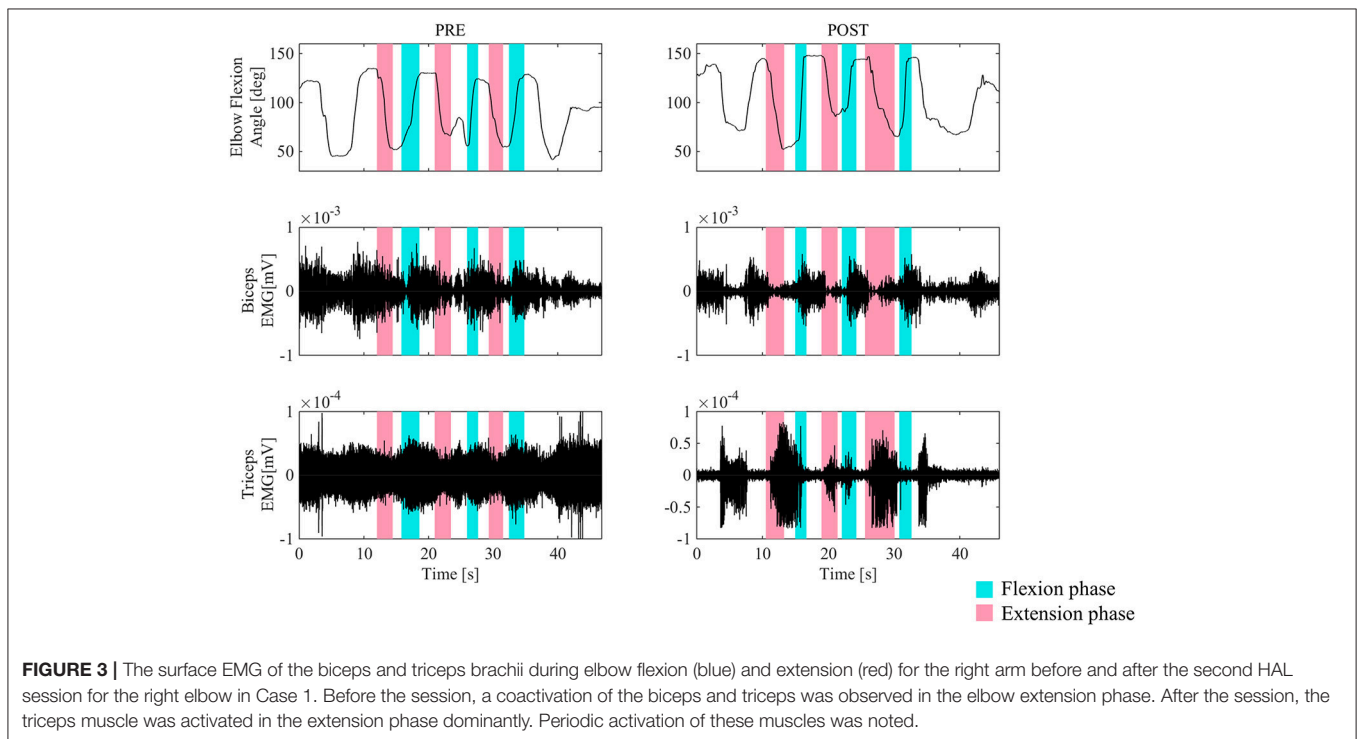 PRE
POST
150
100
50
Elbow Flexion
Angle [deg]
150
100
50
×10-3
1
0
-1
Biceps
EMG[mV]
×10-3
1
0
-1
×10-4
1
0
-1
Triceps
EMG[mV]
0 10 20 30 40
Time [s]
×10-4
1
0.5
0
-0.5
-1
0 10 20 30 40
Time [s]
Flexion phase
Extension phase
FIGURE 3 | The surface EMG of the biceps and triceps brachii during elbow flexion (blue) and extension (red) for the right arm before and after the second HAL
session for the right elbow in Case 1. Before the session, a coactivation of the biceps and triceps was observed in the elbow extension phase. After the session, the
triceps muscle was activated in the extension phase dominantly. Periodic activation of these muscles was noted.